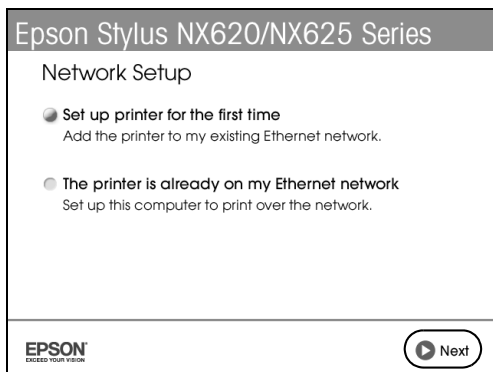 Epson Stylus NX620/NX625 Series
Network Setup
Set up printer for the first time
Add the printer to my existing Ethernet network.
The printer is already on my Ethernet network
Set up this computer to print over the network.
EPSON
EXCEED YOUR VISION
Next